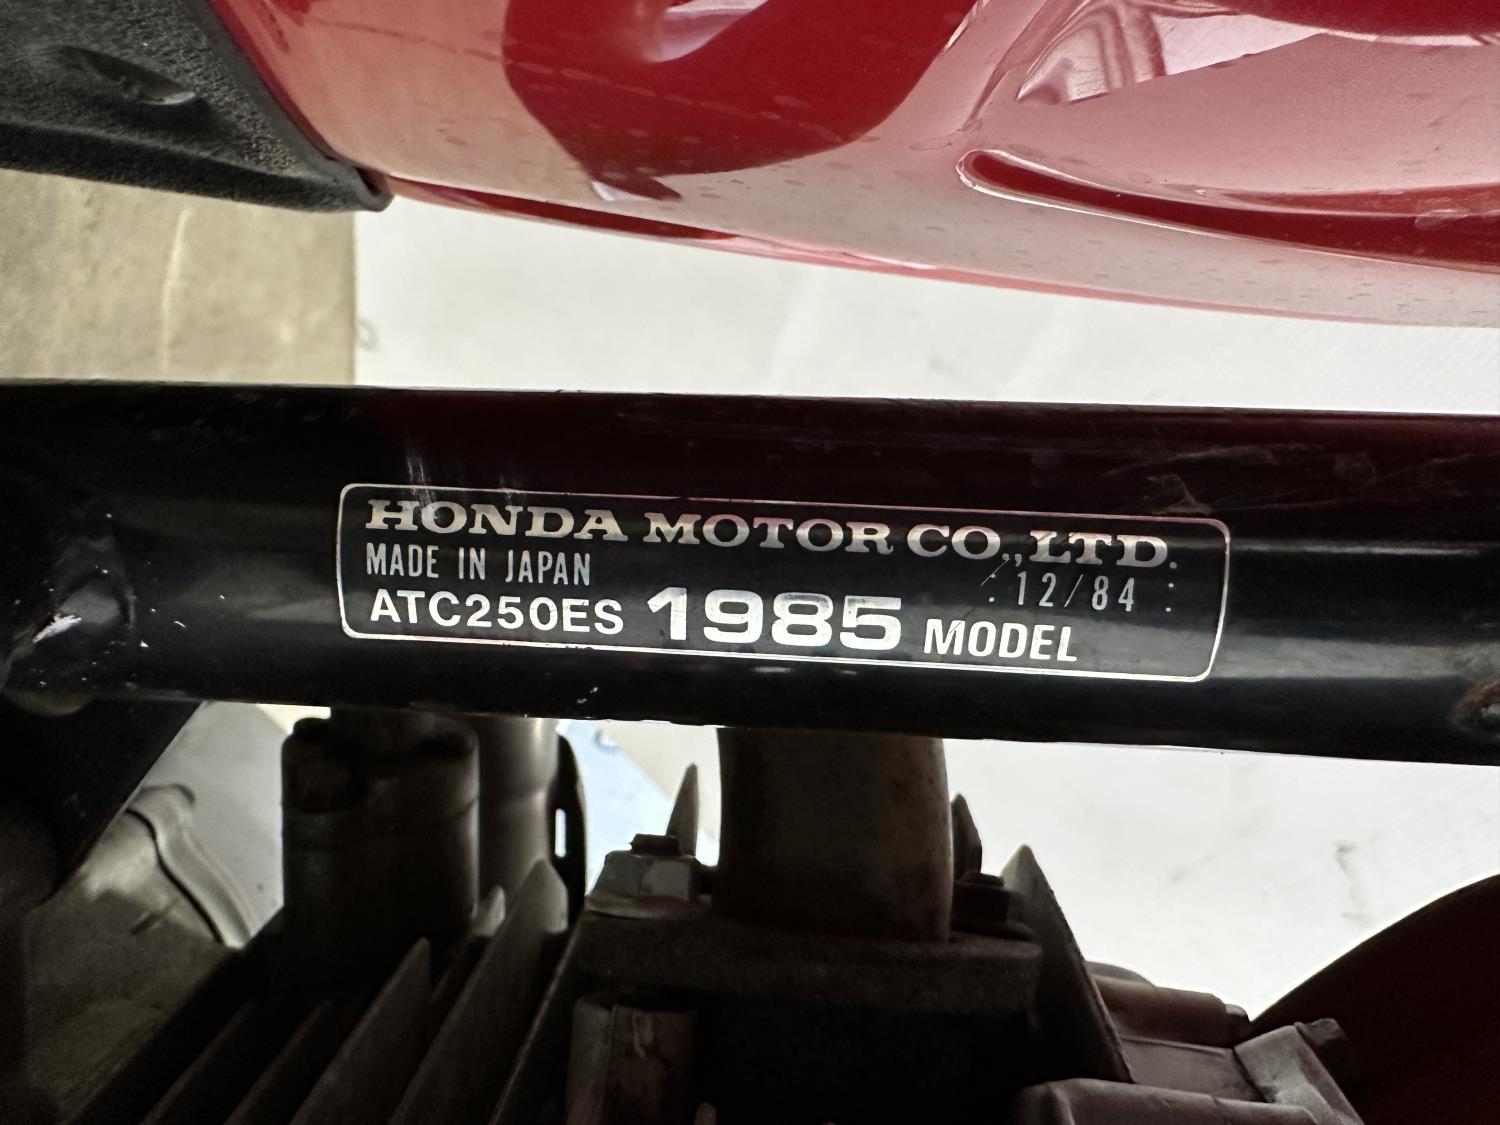 HONDA MOTOR CO.,LTD.
MADE IN JAPAN 12/84
ATC250ES 1985 MODEL